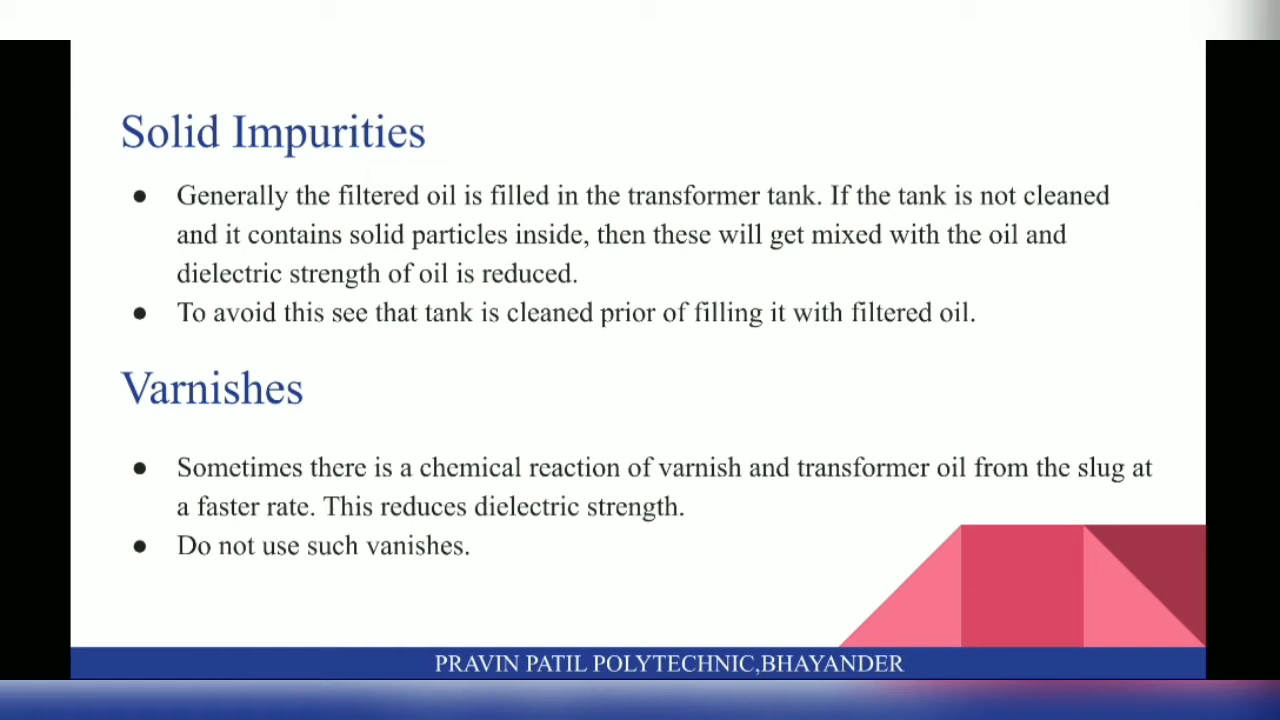 Solid Impurities
● Generally the filtered oil is filled in the transformer tank. If the tank is not cleaned
and it contains solid particles inside, then these will get mixed with the oil and
dielectric strength of oil is reduced.
● To avoid this see that tank is cleaned prior of filling it with filtered oil.
Varnishes
● Sometimes there is a chemical reaction of varnish and transformer oil from the slug at
a faster rate. This reduces dielectric strength.
● Do not use such vanishes.
PRAVIN PATIL POLYTECHNIC,BHAYANDER